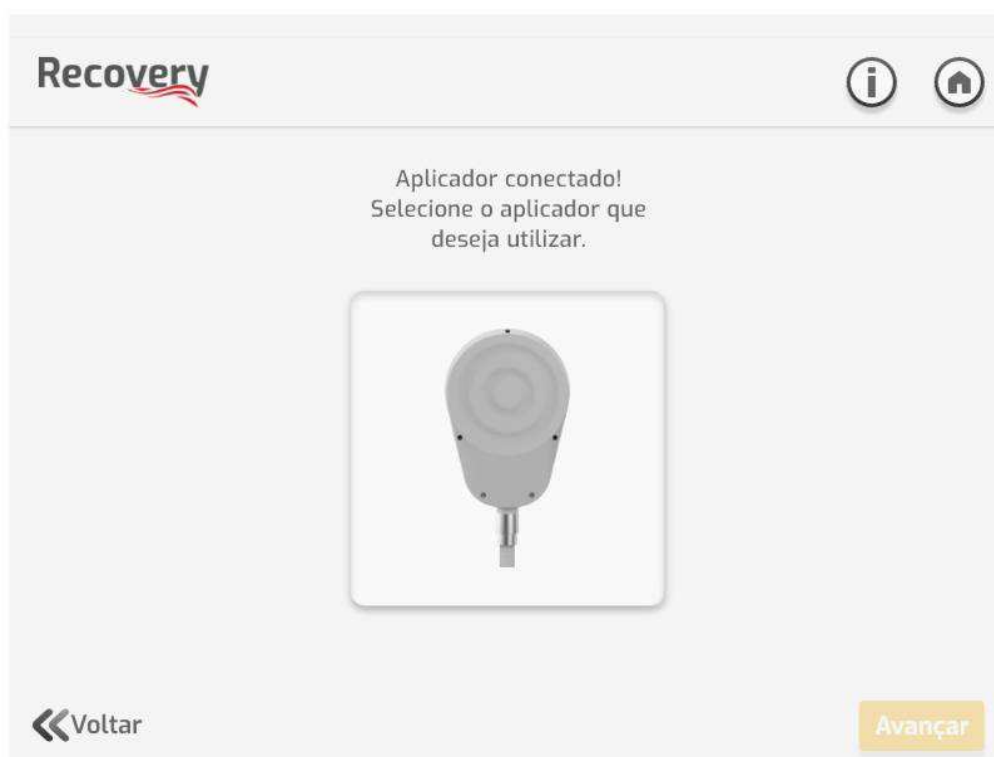 Recovery
Aplicador conectado!
Selecione o aplicador que
deseja utilizar.
Voltar
Avançar